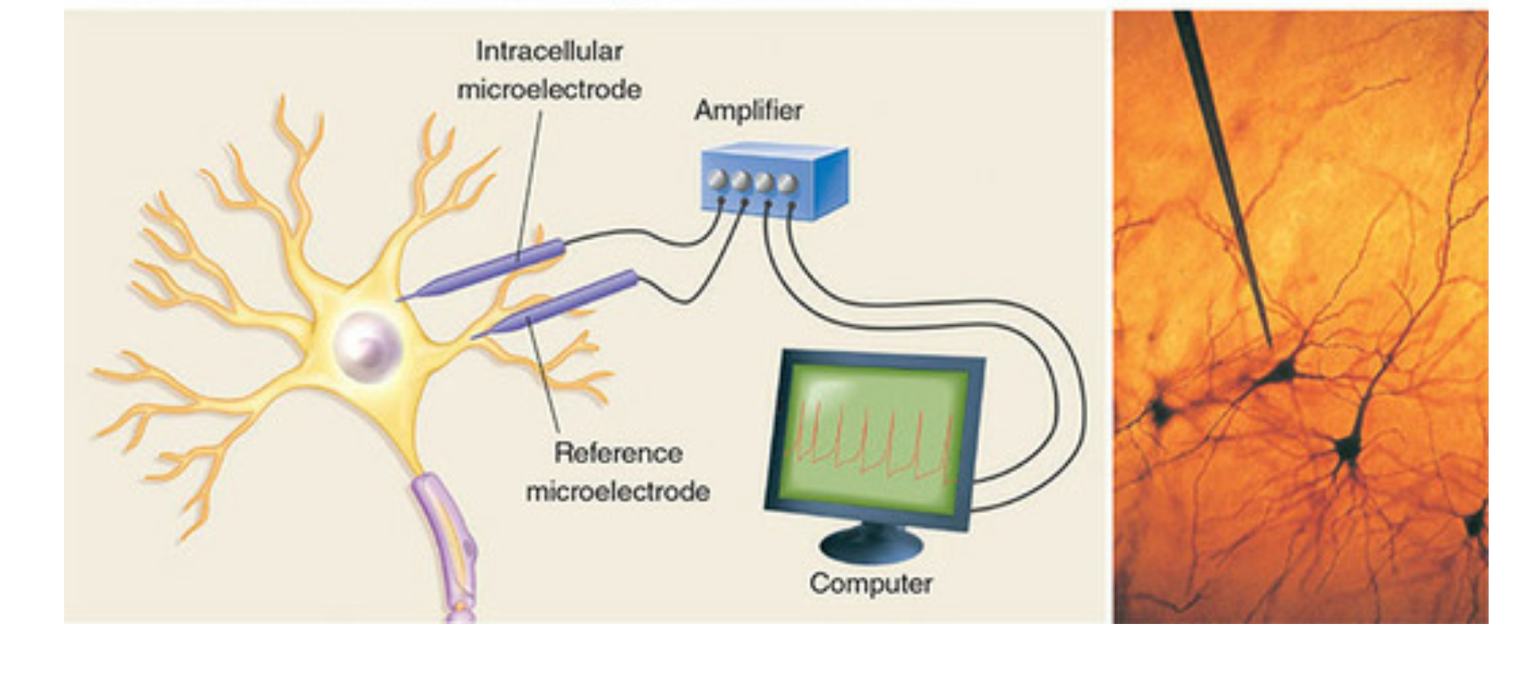 Intracellular
microelectrode
Amplifier
Reference
microelectrode
Computer